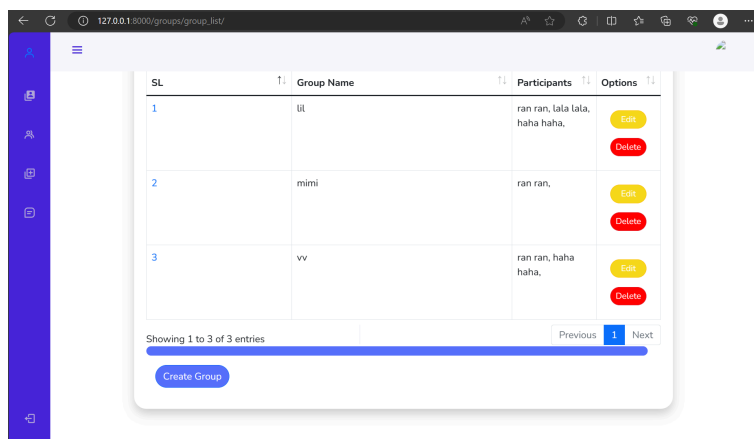 127.0.0.1:8000/groups/group_list/
SL Group Name Participants Options
1 lil ran ran, lala lala,
haha haha,
Edit
Delete
2 mimi ran ran,
Edit
Delete
3 vv ran ran, haha
haha,
Edit
Delete
Showing 1 to 3 of 3 entries
Previous 1 Next
Create Group